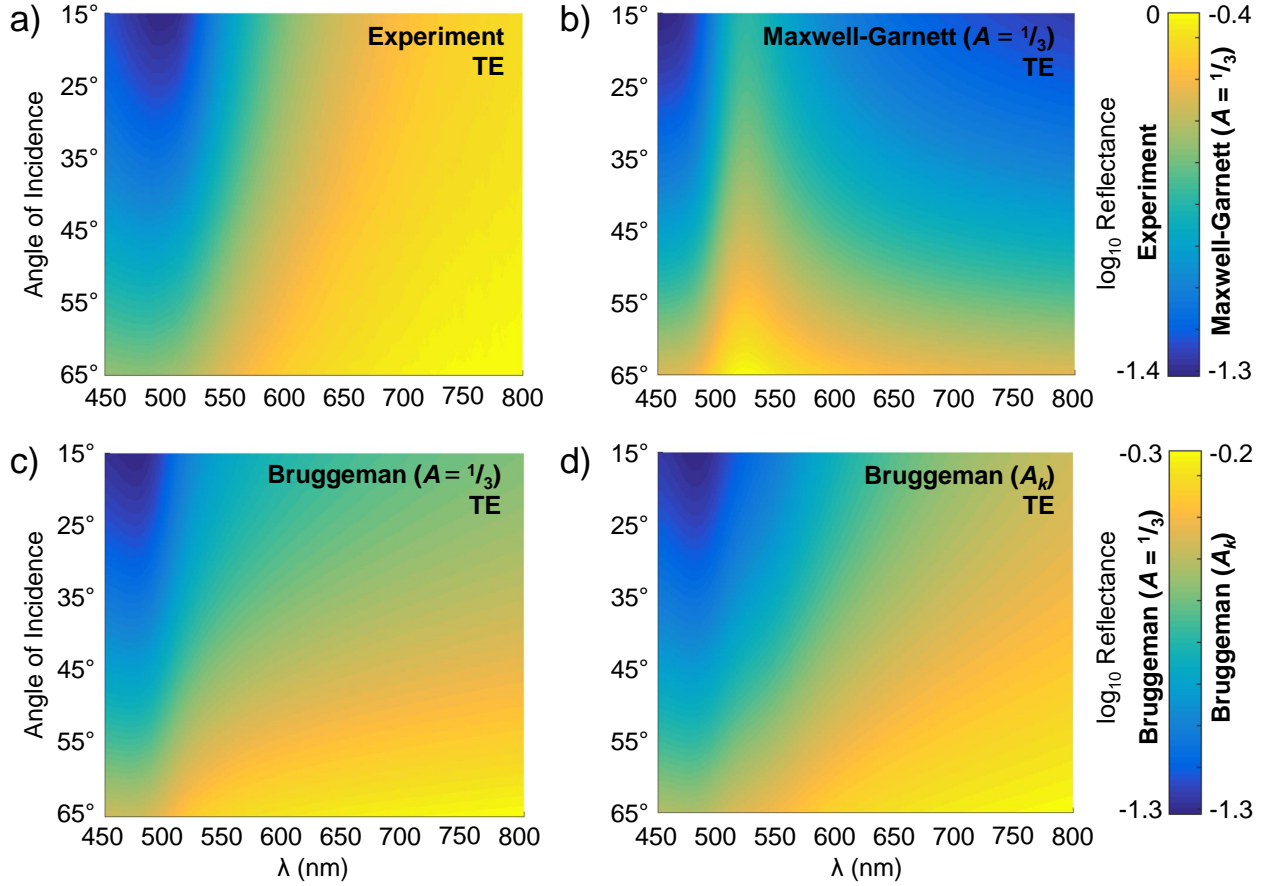 a)
Experiment
TE
15°
25°
35°
45°
55°
65°
Angle of Incidence
450 500 550 600 650 700 750 800
b)
Maxwell-Garnett (A = 1/3)
TE
15°
25°
35°
45°
55°
65°
450 500 550 600 650 700 750 800
0
-1.4
-0.4
-1.3
log10 Reflectance
Experiment
Maxwell-Garnett (A = 1/3)
c)
Bruggeman (A = 1/3)
TE
15°
25°
35°
45°
55°
65°
Angle of Incidence
450 500 550 600 650 700 750 800
λ (nm)
d)
Bruggeman (Ak)
TE
15°
25°
35°
45°
55°
65°
450 500 550 600 650 700 750 800
λ (nm)
-0.3
-1.3
-0.2
-1.3
log10 Reflectance
Bruggeman (A = 1/3)
Bruggeman (Ak)